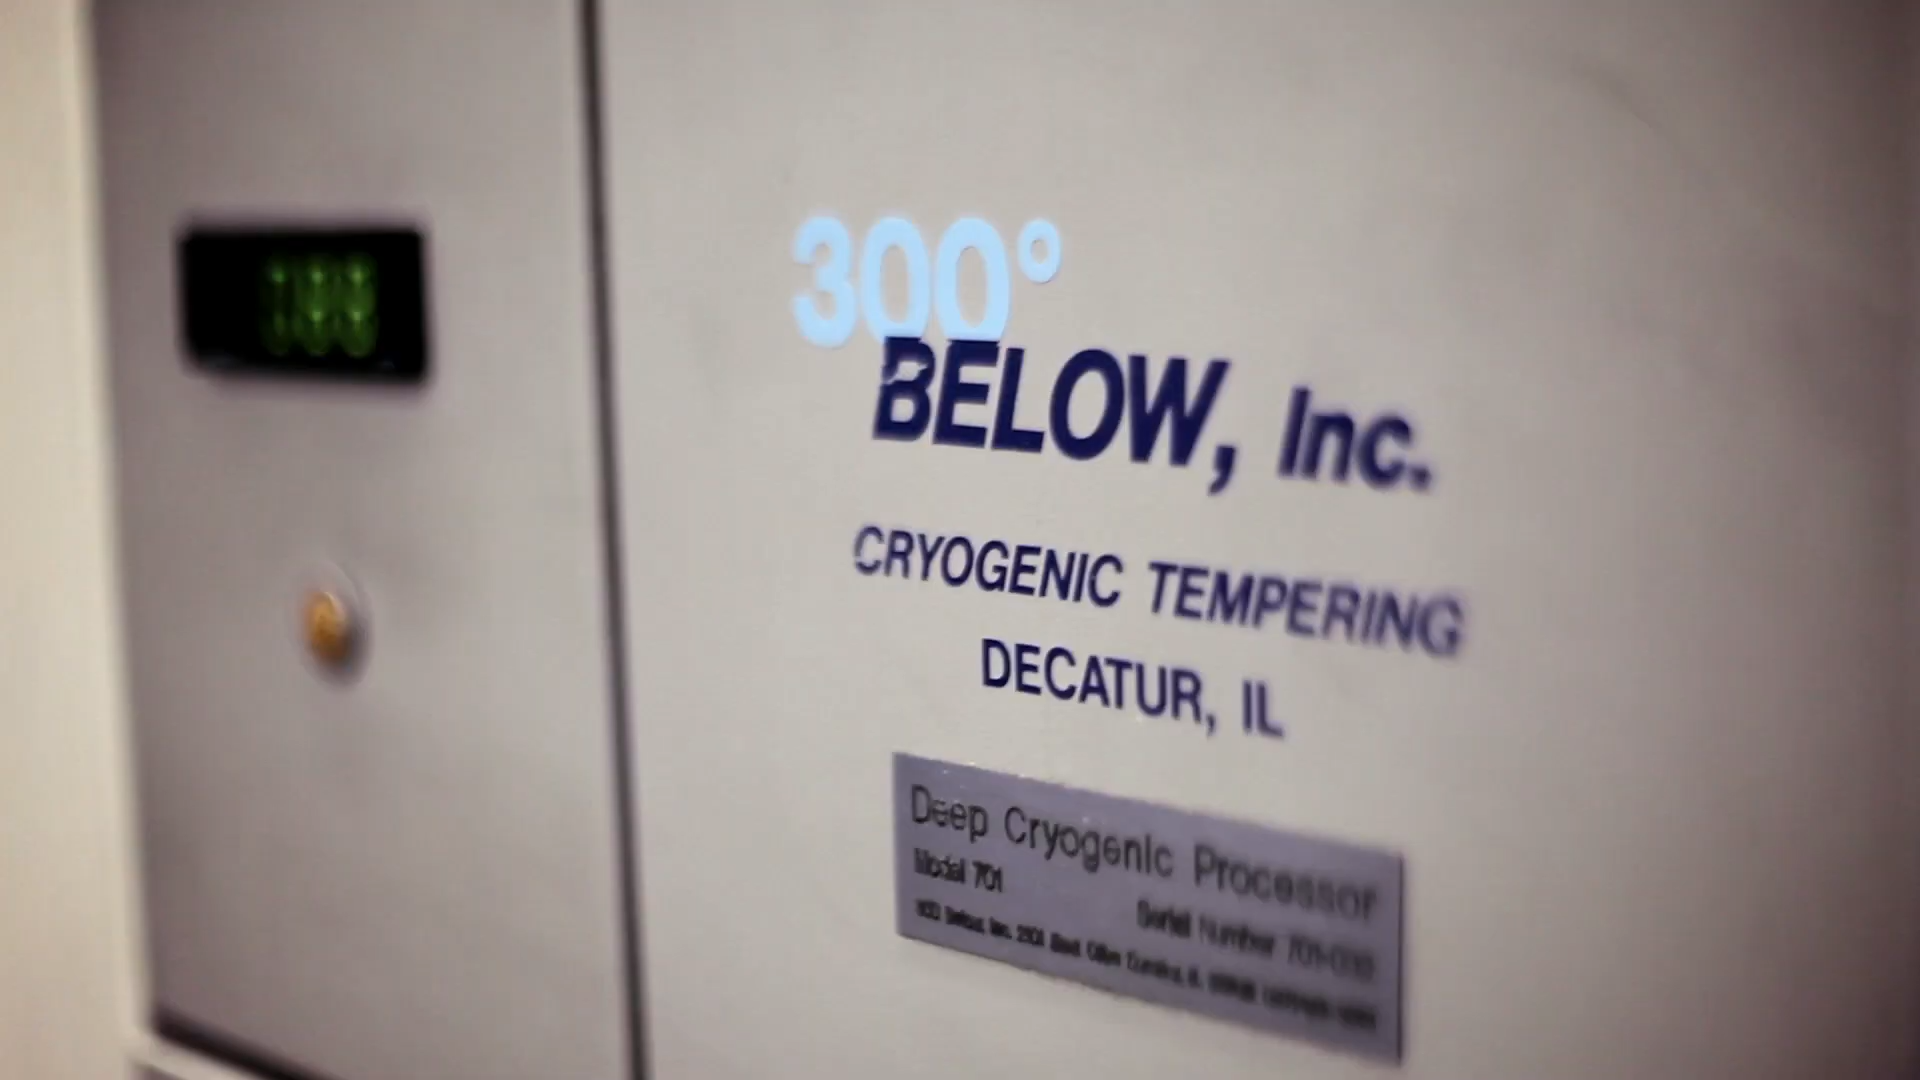 300°
BELOW, Inc.
CRYOGENIC TEMPERING
DECATUR, IL
Deep Cryogenic Processor
Model 701
Serial Number